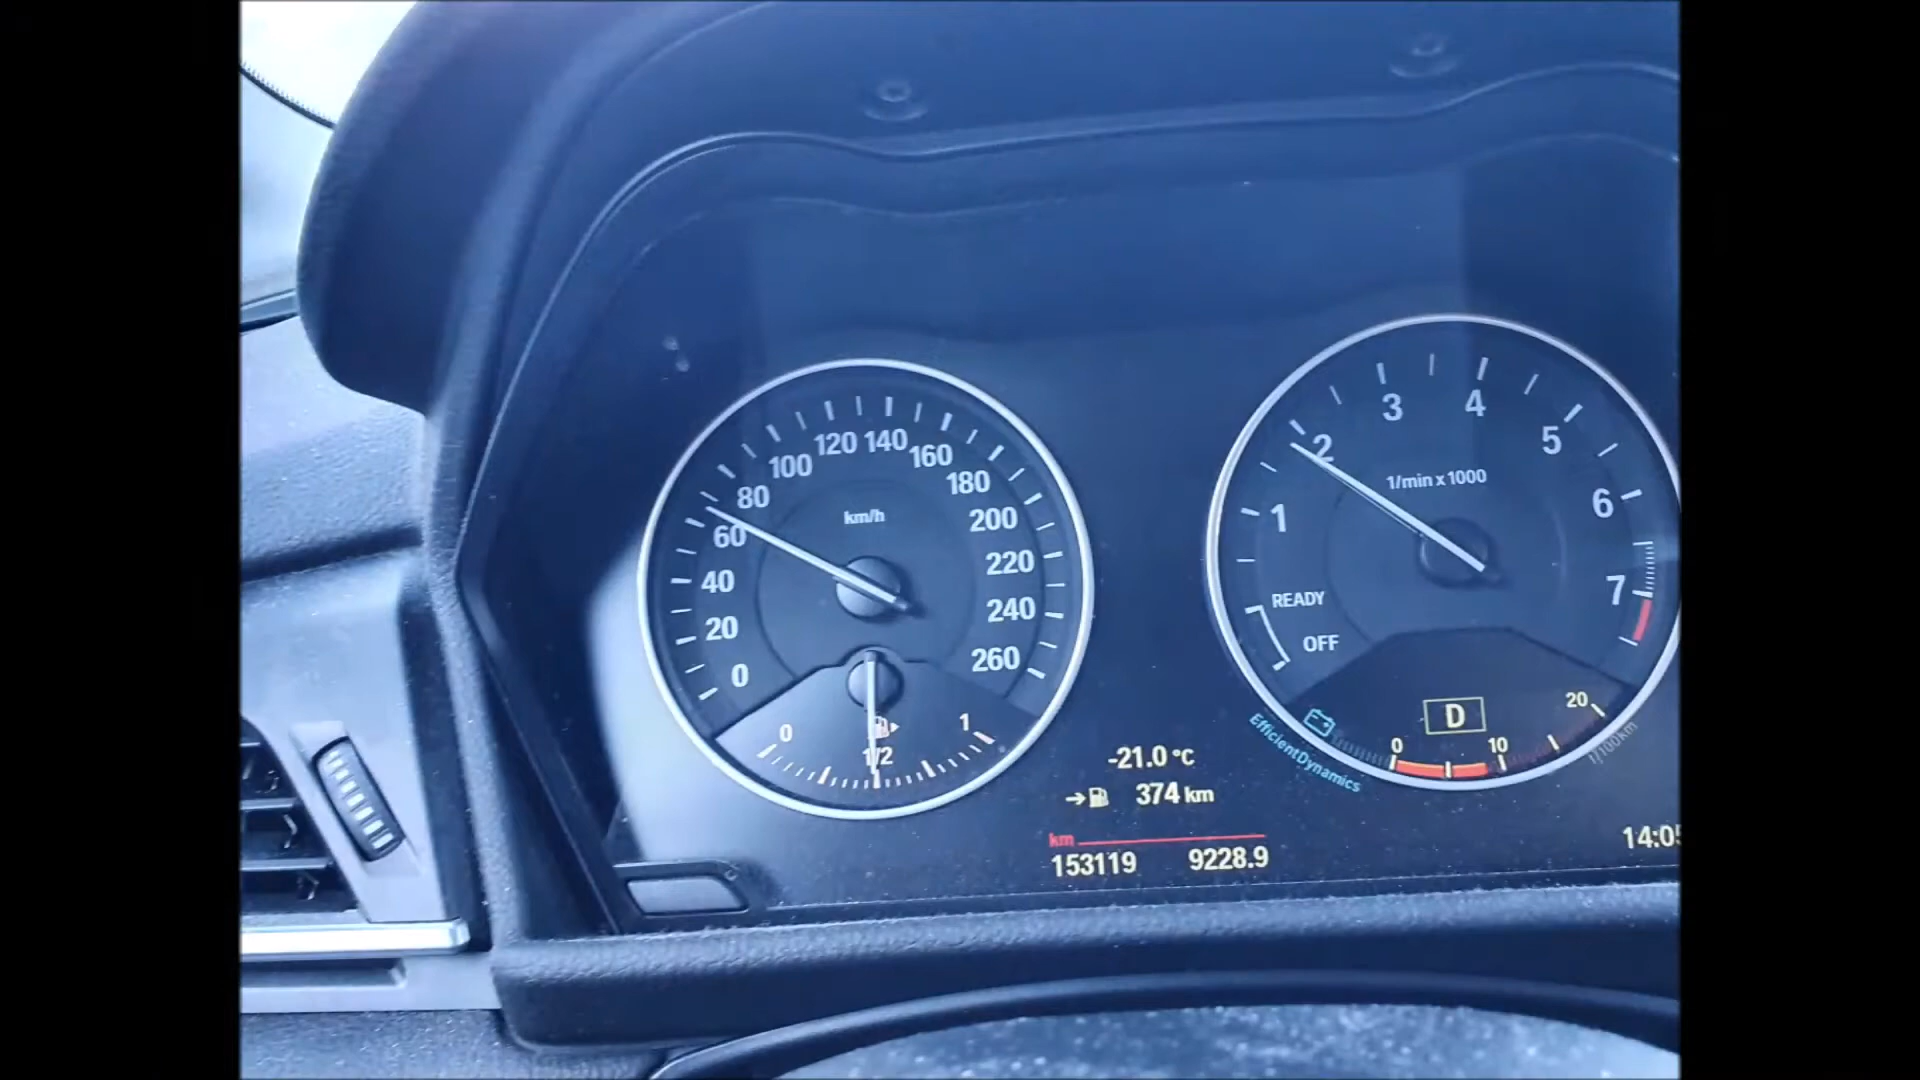 0
20
40
60
80
100
120
140
160
180
200
220
240
260
km/h
0
1/2
1
1
2
3
4
5
6
7
1/min x 1000
READY
OFF
D
0
10
20
l/100km
EfficientDynamics
-21.0 °C
374 km
km
153119 9228.9
14:05